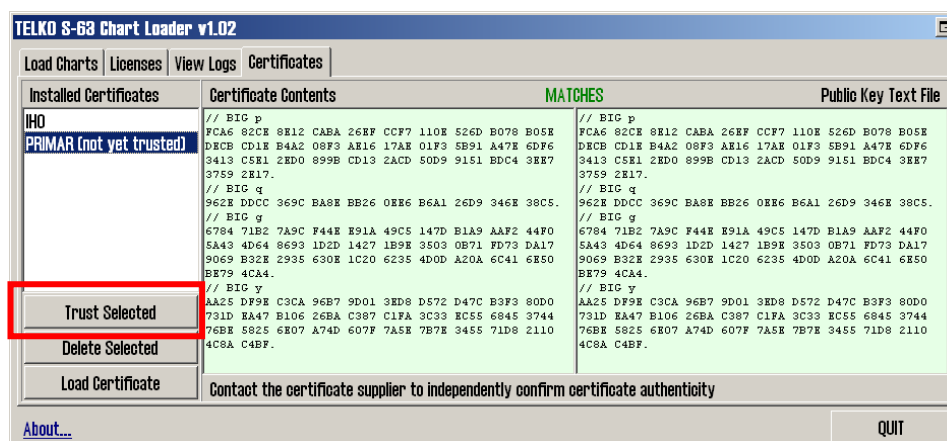 TELKO S-63 Chart Loader v1.02
Load Charts
Licenses
View Logs
Certificates
Installed Certificates
IHO
PRIMAR (not yet trusted)
Trust Selected
Delete Selected
Load Certificate
Certificate Contents
MATCHES
Public Key Text File
// BIG p
FCA6 82CE 8E12 CABA 26EF CCF7 110E 526D B078 B05E
DECB CD1E B4A2 08F3 AE16 17AE 01F3 5B91 A47E 6DF6
3413 C5E1 2ED0 899B CD13 2ACD 50D9 9151 BDC4 3EE7
3759 2E17.
// BIG q
962E DDCC 369C BA8E BB26 0EE6 B6A1 26D9 346E 38C5.
// BIG g
6784 71B2 7A9C F44E E91A 49C5 147D B1A9 AAF2 44F0
5A43 4D64 8693 1D2D 1427 1B9E 3503 0B71 FD73 DA17
9069 B32E 2935 630E 1C20 6235 4D0D A20A 6C41 6E50
BE79 4CA4.
// BIG y
AA25 DF9E C3CA 96B7 9D01 3ED8 D572 D47C B3F3 80D0
731D EA47 B106 26BA C387 C1FA 3C33 EC55 6845 3744
76BE 5825 6E07 A74D 607F 7A5E 7B7E 3455 71D8 2110
4C8A C4BF.
// BIG p
FCA6 82CE 8E12 CABA 26EF CCF7 110E 526D B078 B05E
DECB CD1E B4A2 08F3 AE16 17AE 01F3 5B91 A47E 6DF6
3413 C5E1 2ED0 899B CD13 2ACD 50D9 9151 BDC4 3EE7
3759 2E17.
// BIG q
962E DDCC 369C BA8E BB26 0EE6 B6A1 26D9 346E 38C5.
// BIG g
6784 71B2 7A9C F44E E91A 49C5 147D B1A9 AAF2 44F0
5A43 4D64 8693 1D2D 1427 1B9E 3503 0B71 FD73 DA17
9069 B32E 2935 630E 1C20 6235 4D0D A20A 6C41 6E50
BE79 4CA4.
// BIG y
AA25 DF9E C3CA 96B7 9D01 3ED8 D572 D47C B3F3 80D0
731D EA47 B106 26BA C387 C1FA 3C33 EC55 6845 3744
76BE 5825 6E07 A74D 607F 7A5E 7B7E 3455 71D8 2110
4C8A C4BF.
Contact the certificate supplier to independently confirm certificate authenticity
About...
QUIT